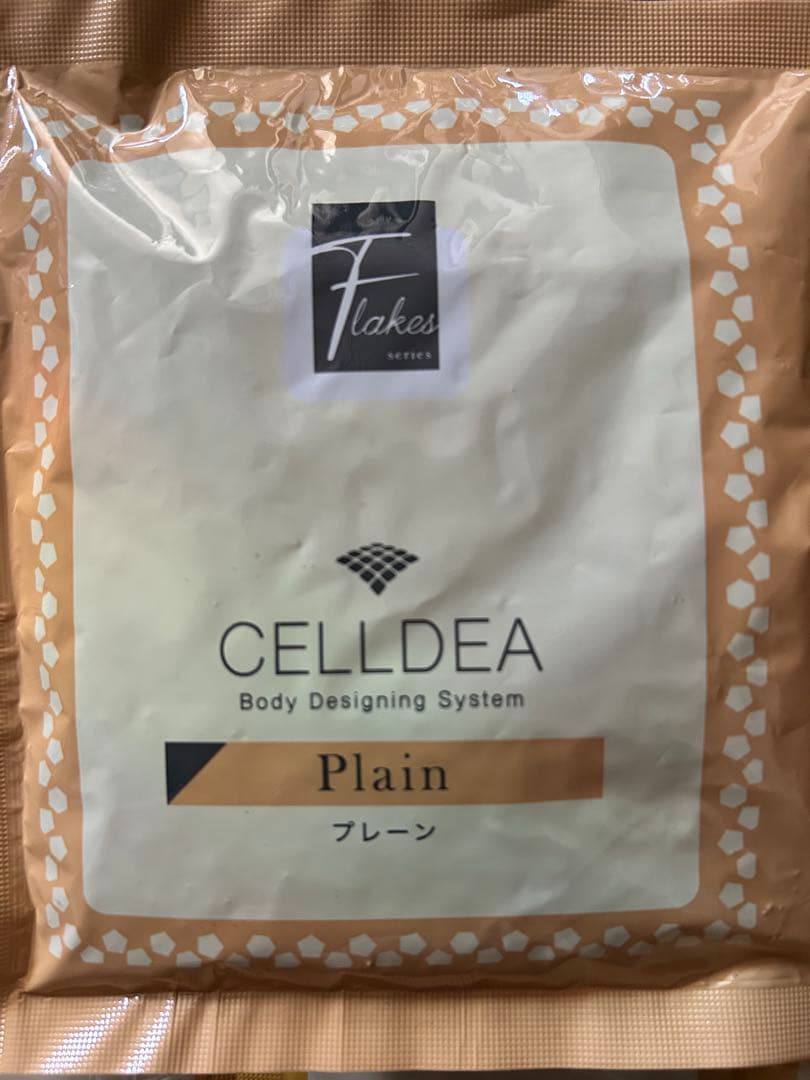 Flakes
series
CELLDEA
Body Designing System
Plain
プレーン